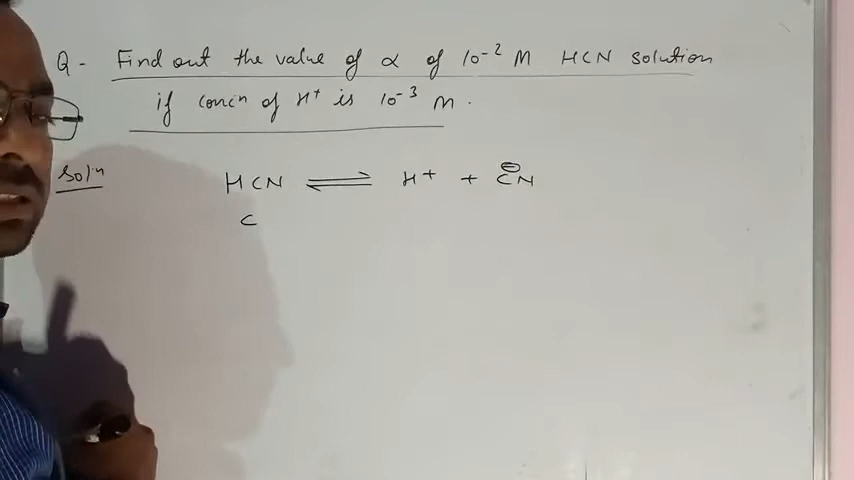 Q - Find out the value of α of 10⁻² M HCN solution
if concn of H⁺ is 10⁻³ M.
Soln
HCN ⇌ H⁺ + C̄N
C